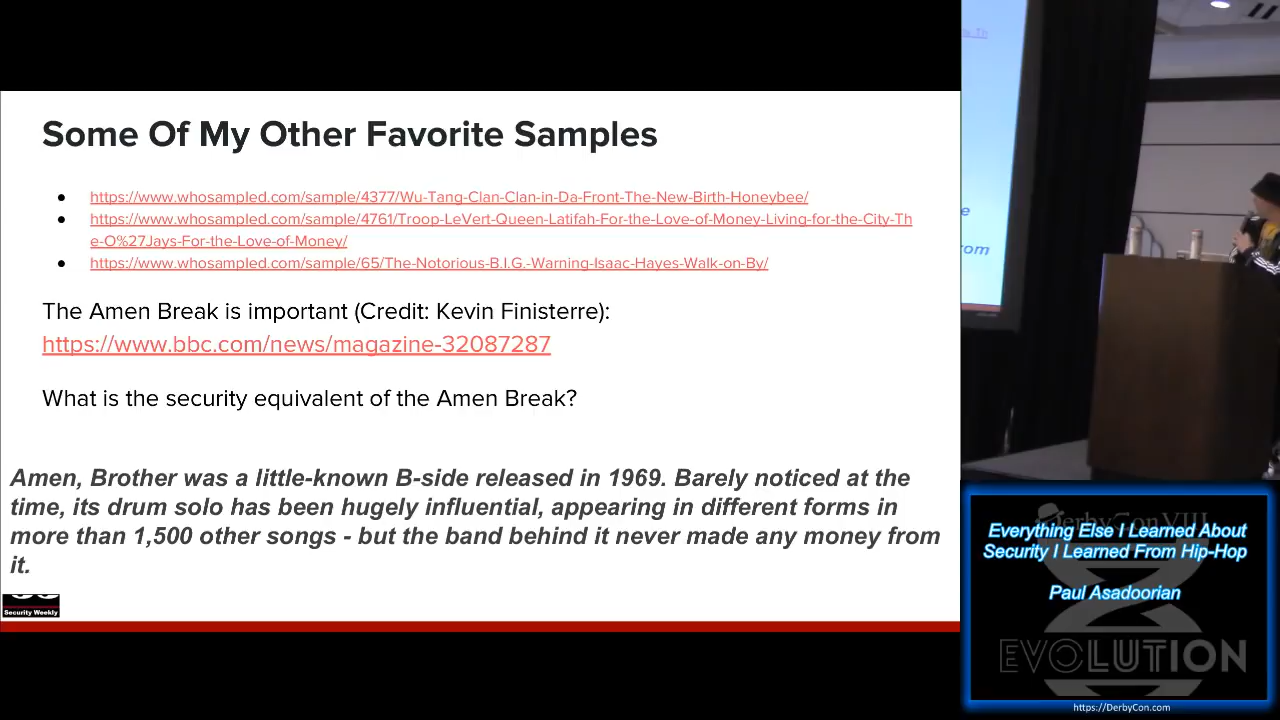 Some Of My Other Favorite Samples
https://www.whosampled.com/sample/4377/Wu-Tang-Clan-Clan-in-Da-Front-The-New-Birth-Honeybee/
https://www.whosampled.com/sample/4761/Troop-LeVert-Queen-Latifah-For-the-Love-of-Money-Living-for-the-City-Th
e-O%27Jays-For-the-Love-of-Money/
https://www.whosampled.com/sample/65/The-Notorious-B.I.G.-Warning-Isaac-Hayes-Walk-on-By/
The Amen Break is important (Credit: Kevin Finisterre):
https://www.bbc.com/news/magazine-32087287
What is the security equivalent of the Amen Break?
Amen, Brother was a little-known B-side released in 1969. Barely noticed at the
time, its drum solo has been hugely influential, appearing in different forms in
more than 1,500 other songs - but the band behind it never made any money from
it.
Security Weekly
DerbyCon VIII
Everything Else I Learned About
Security I Learned From Hip-Hop
Paul Asadoorian
EVOLUTION
https://DerbyCon.com